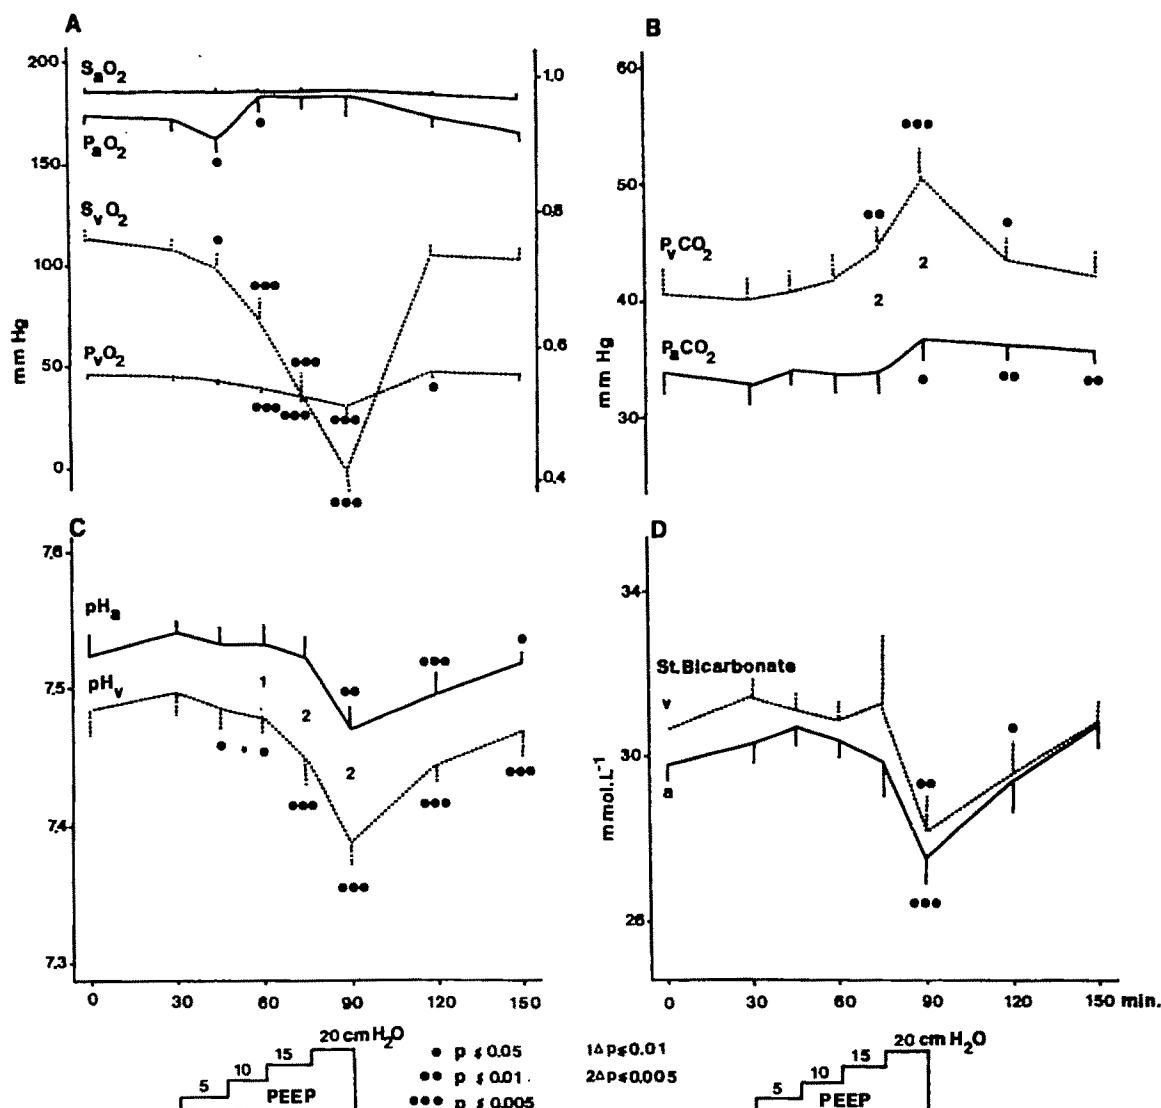 A
200
150
100
50
0
mm Hg
SaO2
PaO2
SvO2
PvO2
1,0
0,8
0,6
0,4
B
60
50
40
30
mm Hg
PvCO2
PaCO2
2
2
C
7,6
7,5
7,4
7,3
pHa
pHv
1
2
2
0 30 60 90 120 150
D
34
30
26
mmol.L-1
St.Bicarbonate
v
a
0 30 60 90 120 150 min.
5
10
15
20 cm H2O
PEEP
● p ≤ 0.05
●● p ≤ 0.01
●●● p ≤ 0.005
1Δ p≤0.01
2Δ p≤0.005
5
10
15
20 cm H2O
PEEP